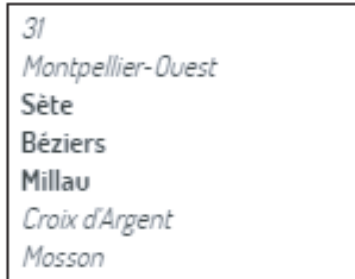 31
Montpellier-Ouest
Sète
Béziers
Millau
Croix d'Argent
Mosson